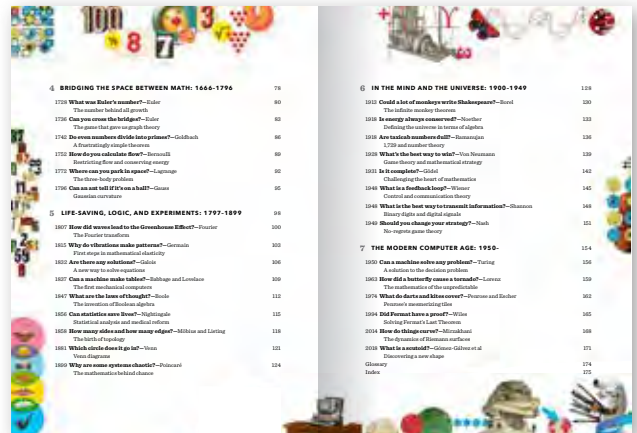 4 BRIDGING THE SPACE BETWEEN MATH: 1666-1796 78
1728 What was Euler's number?—Euler 80
The number behind all growth
1736 Can you cross the bridges?—Euler 83
The game that gave us graph theory
1742 Do even numbers divide into primes?—Goldbach 86
A frustratingly simple theorem
1752 How do you calculate flow?—Bernoulli 89
Restricting flow and conserving energy
1772 Where can you park in space?—Lagrange 92
The three-body problem
1796 Can an ant tell if it's on a ball?—Gauss 95
Gaussian curvature
5 LIFE-SAVING, LOGIC, AND EXPERIMENTS: 1797-1899 98
1807 How did waves lead to the Greenhouse Effect?—Fourier 100
The Fourier transform
1815 Why do vibrations make patterns?—Germain 103
First steps in mathematical elasticity
1832 Are there any solutions?—Galois 106
A new way to solve equations
1837 Can a machine make tables?—Babbage and Lovelace 109
The first mechanical computers
1847 What are the laws of thought?—Boole 112
The invention of Boolean algebra
1856 Can statistics save lives?—Nightingale 115
Statistical analysis and medical reform
1858 How many sides and how many edges?—Möbius and Listing 118
The birth of topology
1881 Which circle does it go in?—Venn 121
Venn diagrams
1899 Why are some systems chaotic?—Poincaré 124
The mathematics behind chance
6 IN THE MIND AND THE UNIVERSE: 1900-1949 128
1913 Could a lot of monkeys write Shakespeare?—Borel 130
The infinite monkey theorem
1918 Is energy always conserved?—Noether 133
Defining the universe in terms of algebra
1918 Are taxicab numbers dull?—Ramanujan 136
1,729 and number theory
1928 What's the best way to win?—Von Neumann 139
Game theory and mathematical strategy
1931 Is it complete?—Gödel 142
Challenging the heart of mathematics
1948 What is a feedback loop?—Wiener 145
Control and communication theory
1948 What is the best way to transmit information?—Shannon 148
Binary digits and digital signals
1949 Should you change your strategy?—Nash 151
No-regrets game theory
7 THE MODERN COMPUTER AGE: 1950- 154
1950 Can a machine solve any problem?—Turing 156
A solution to the decision problem
1963 How did a butterfly cause a tornado?—Lorenz 159
The mathematics of the unpredictable
1974 What do darts and kites cover?—Penrose and Escher 162
Penrose's mesmerizing tiles
1994 Did Fermat have a proof?—Wiles 165
Solving Fermat's Last Theorem
2014 How do things curve?—Mirzakhani 168
The dynamics of Riemann surfaces
2018 What is a scutoid?—Gómez-Gálvez et al 171
Discovering a new shape
Glossary 174
Index 175